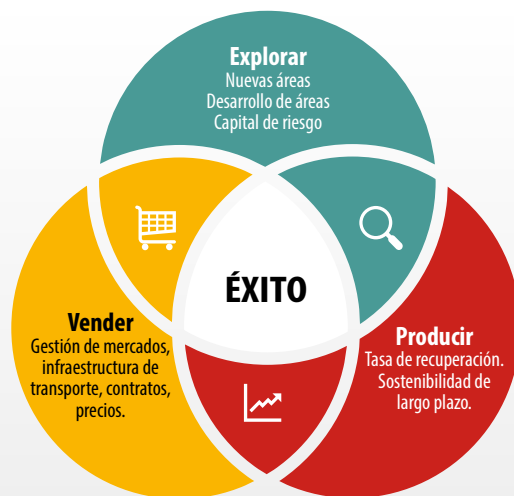 Explorar
Nuevas áreas
Desarrollo de áreas
Capital de riesgo
ÉXITO
Vender
Gestión de mercados,
infraestructura de
transporte, contratos,
precios.
Producir
Tasa de recuperación.
Sostenibilidad de
largo plazo.